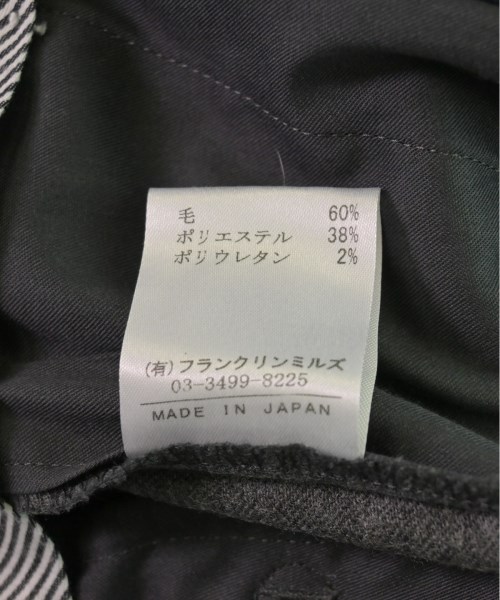 毛 60%
ポリエステル 38%
ポリウレタン 2%
(有)フランクリンミルズ
03-3499-8225
MADE IN JAPAN